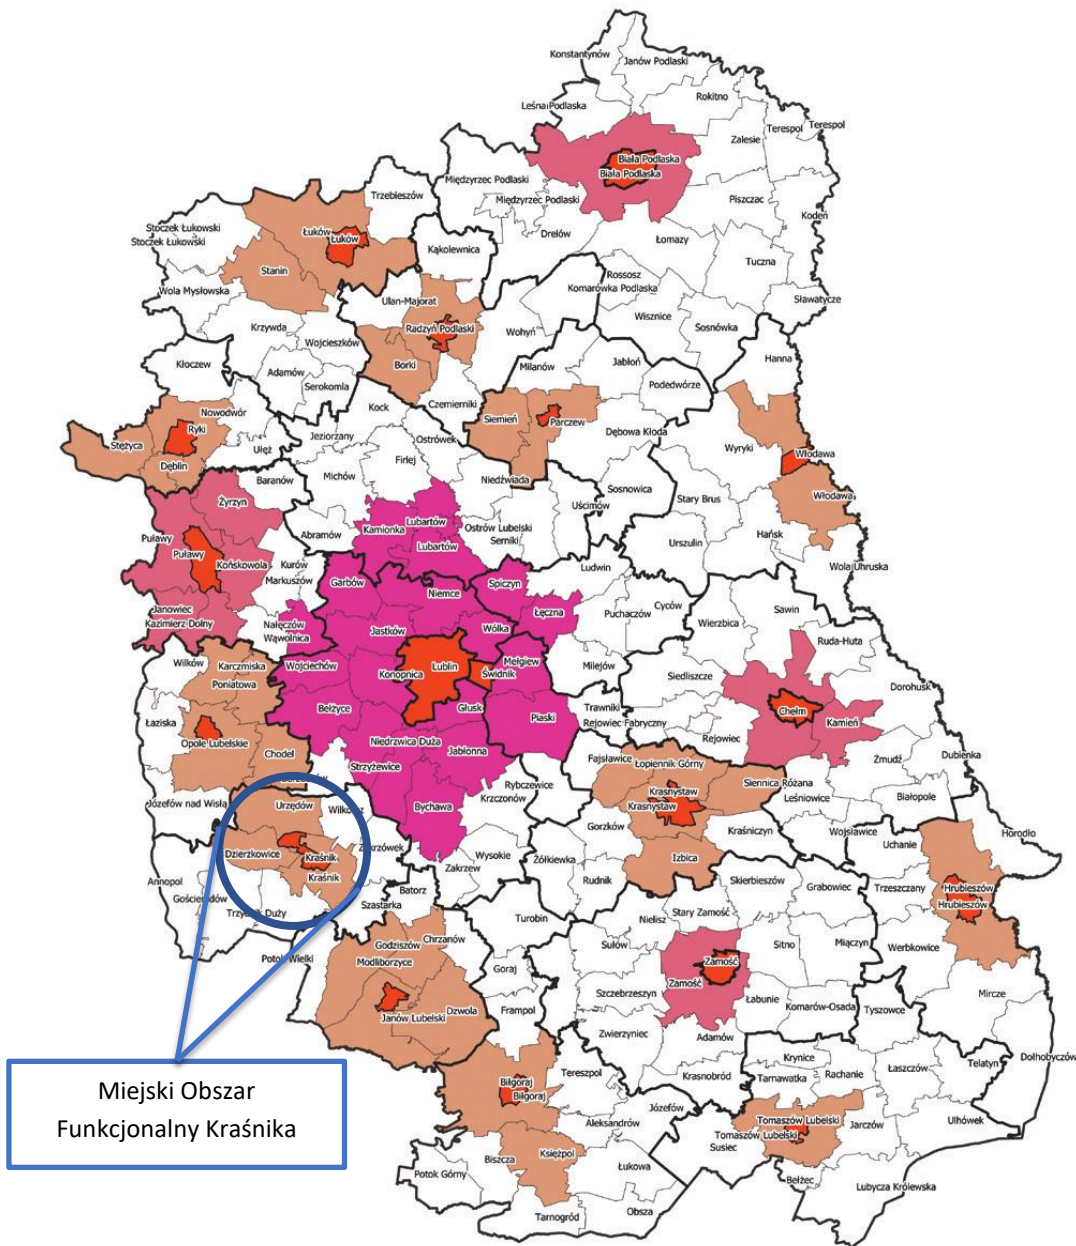 Konstantynów
Janów Podlaski
Rokitno
Leśna Podlaska
Terespol
Terespol
Zalesie
Biała Podlaska
Biała Podlaska
Międzyrzec Podlaski
Międzyrzec Podlaski
Piszczac
Kodeń
Trzebieszów
Drelów
Łomazy
Stoczek Łukowski
Stoczek Łukowski
Łuków
Łuków
Kąkolewnica
Tuczna
Stanin
Rossosz
Komarówka Podlaska
Wola Mysłowska
Ulan-Majorat
Sławatycze
Wisznice
Krzywda
Radzyń Podlaski
Wohyń
Sosnówka
Wojcieszków
Hanna
Kłoczew
Borki
Milanów
Jabłoń
Adamów
Podedwórze
Serokomla
Czemierniki
Nowodwór
Kock
Siemień
Parczew
Ryki
Stężyca
Jeziorzany
Ostrówek
Dębowa Kłoda
Wyryki
Włodawa
Ułęż
Firlej
Dęblin
Michów
Niedźwiada
Baranów
Sosnowica
Stary Brus
Włodawa
Żyrzyn
Uścimów
Kamionka
Lubartów
Ostrów Lubelski
Abramów
Serniki
Hańsk
Puławy
Urszulin
Lubartów
Puławy
Końskowola
Kurów
Markuszów
Garbów
Niemce
Spiczyn
Ludwin
Wola Uhruska
Janowiec
Kazimierz Dolny
Łęczna
Puchaczów
Cyców
Sawin
Nałęczów
Wąwolnica
Jastków
Wólka
Wierzbica
Ruda-Huta
Wilków
Karczmiska
Wojciechów
Konopnica
Lublin
Mełgiew
Świdnik
Milejów
Siedliszcze
Poniatowa
Dorohusk
Łaziska
Bełżyce
Głusk
Piaski
Trawniki
Chełm
Kamień
Rejowiec Fabryczny
Opole Lubelskie
Niedrzwica Duża
Jabłonna
Rejowiec
Chodel
Fajsławice
Łopiennik Górny
Żmudź
Dubienka
Strzyżewice
Siennica Różana
Rybczewice
Krzczonów
Krasnystaw
Krasnystaw
Leśniowice
Białopole
Józefów nad Wisłą
Urzędów
Bychawa
Gorzków
Kraśniczyn
Wojsławice
Horodło
Uchanie
Dzierzkowice
Kraśnik
Kraśnik
Wysokie
Żółkiewka
Zakrzew
Izbica
Annopol
Rudnik
Skierbieszów
Grabowiec
Trzeszczany
Hrubieszów
Hrubieszów
Gościeradów
Batorz
Szastarka
Trzydnik Duży
Turobin
Nielisz
Stary Zamość
Chrzanów
Godziszów
Sułów
Sitno
Miączyn
Werbkowice
Potok Wielki
Modliborzyce
Goraj
Zamość
Zamość
Szczebrzeszyn
Mircze
Łabunie
Komarów-Osada
Tyszowce
Janów Lubelski
Dzwola
Frampol
Zwierzyniec
Adamów
Dołhobyczów
Krynice
Telatyn
Tereszpol
Krasnobród
Tarnawatka
Rachanie
Łaszczów
Biłgoraj
Biłgoraj
Józefów
Aleksandrów
Tomaszów Lubelski
Tomaszów Lubelski
Jarczów
Ulhówek
Susiec
Księżpol
Biszcza
Potok Górny
Łukowa
Bełżec
Lubycza Królewska
Obsza
Tarnogród
Miejski Obszar
Funkcjonalny Kraśnika